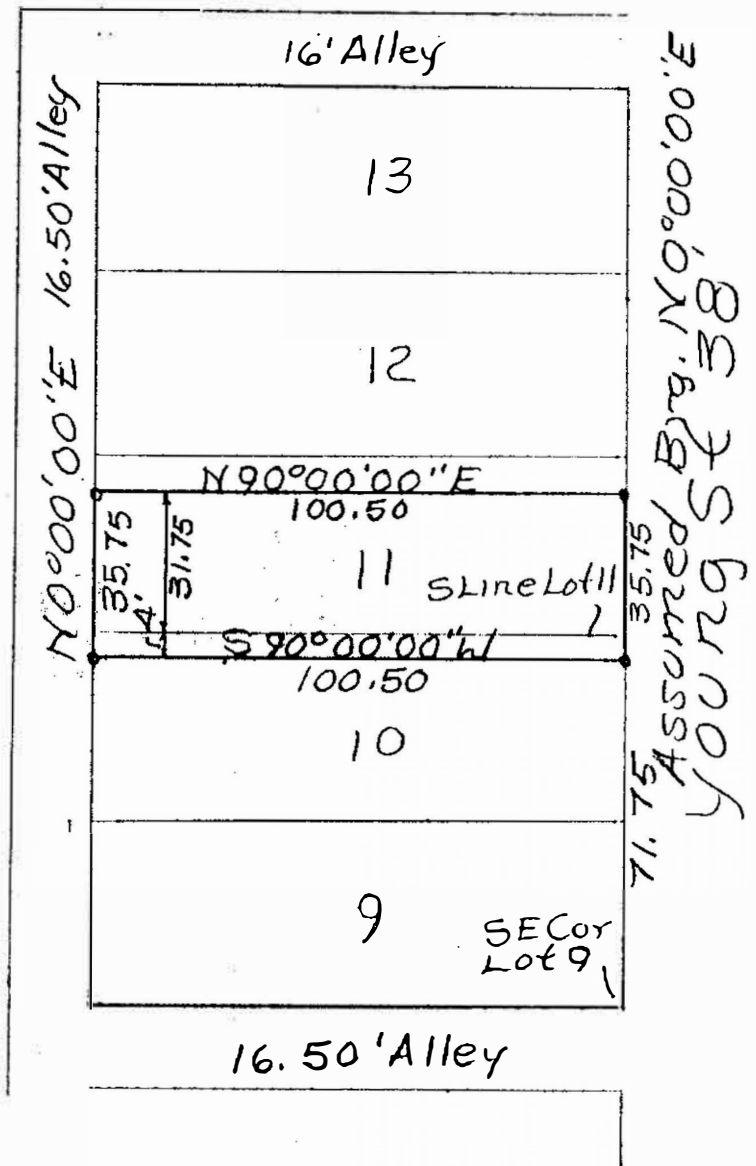 16' Alley
16.50' Alley
N0°00'00"E
13
12
N 90°00'00" E
100.50
35.75
31.75
4'
11
S Line Lot 11
35.75
S 90°00'00" W
100.50
10
71.75
Assumed Brg. N0°00'00"E.
Young St 38
9
SE Cor
Lot 9
16.50' Alley